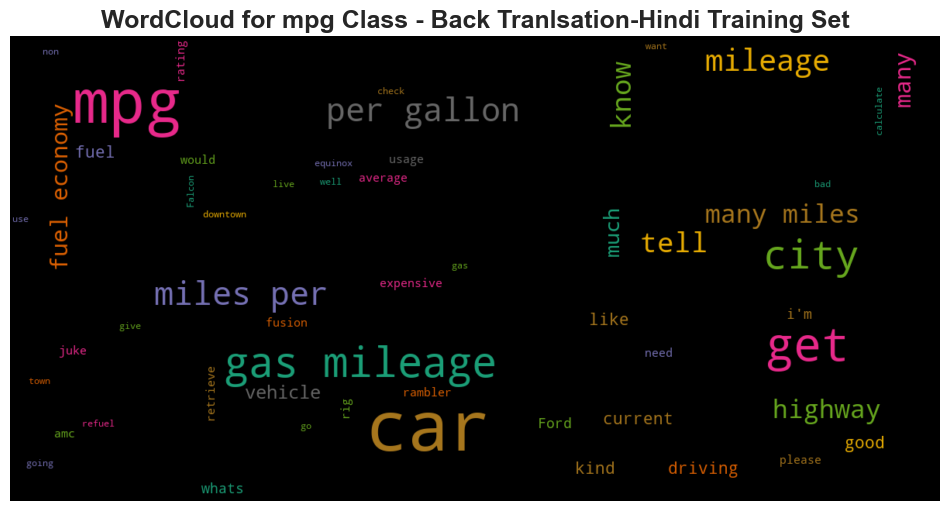 WordCloud for mpg Class - Back Tranlsation-Hindi Training Set
non
rating
want
mileage
many
know
mpg
check
per gallon
calculate
fuel economy
fuel
would
equinox
usage
Falcon
live
well
average
bad
use
downtown
much
many miles
tell
city
gas
miles per
expensive
give
fusion
like
i'm
juke
gas mileage
need
get
town
retrieve
vehicle
rambler
rig
car
highway
refuel
amc
go
Ford
current
good
going
kind
driving
please
whats